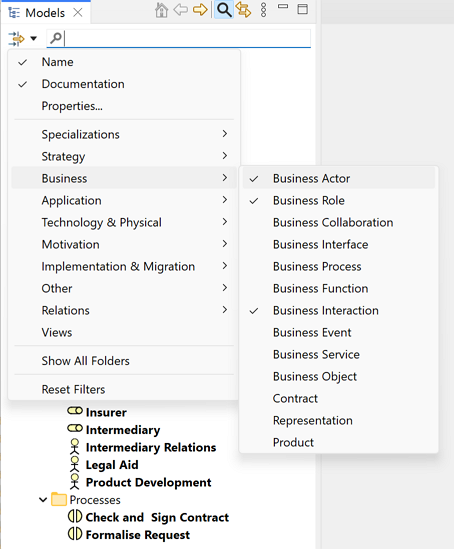 Models
Name
Documentation
Properties...
Specializations
Strategy
Business
Application
Technology & Physical
Motivation
Implementation & Migration
Other
Relations
Views
Show All Folders
Reset Filters
Business Actor
Business Role
Business Collaboration
Business Interface
Business Process
Business Function
Business Interaction
Business Event
Business Service
Business Object
Contract
Representation
Product
Insurer
Intermediary
Intermediary Relations
Legal Aid
Product Development
Processes
Check and  Sign Contract
Formalise Request